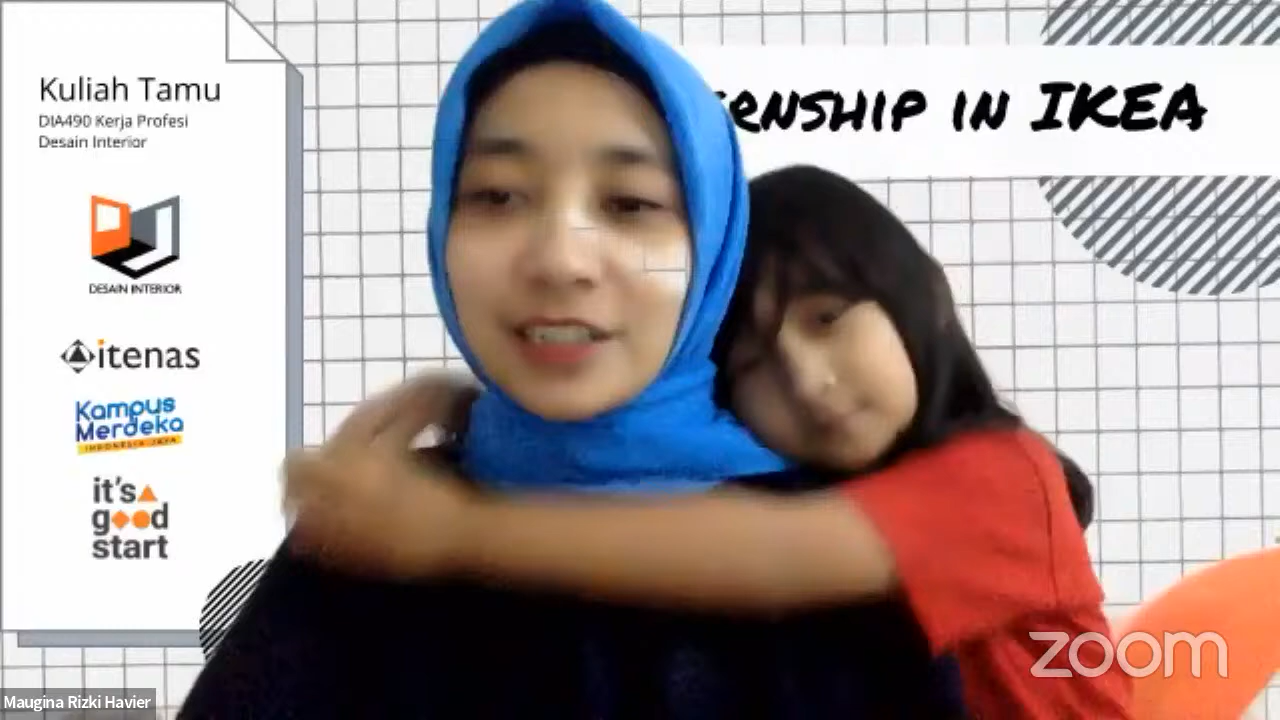 Kuliah Tamu
DIA490 Kerja Profesi
Desain Interior
DESAIN INTERIOR
itenas
Kampus
Merdeka
INDONESIA JAYA
it's a
good
start
RNSHIP IN IKEA
zoom
Maugina Rizki Havier